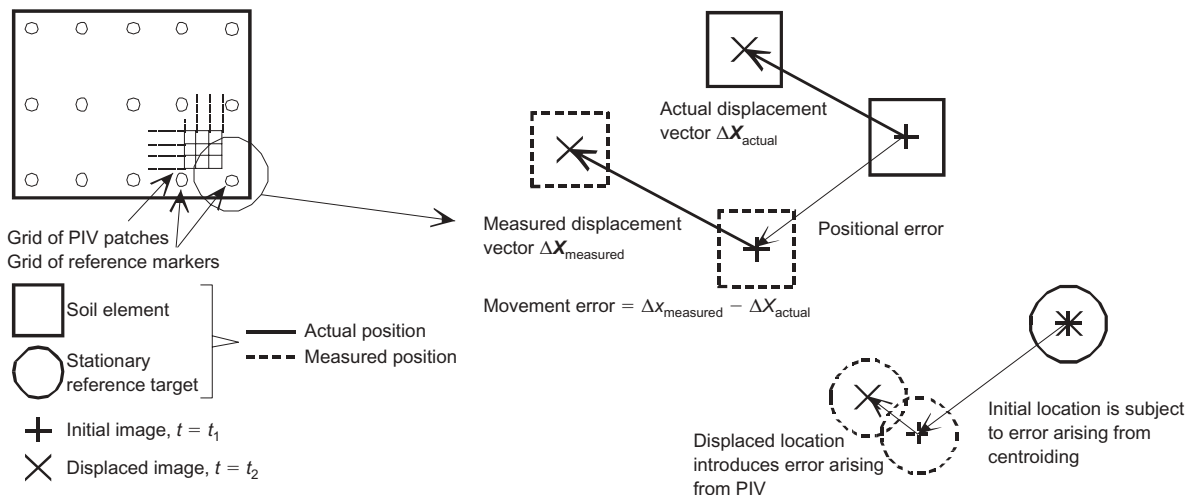 Grid of PIV patches
Grid of reference markers
Soil element
Stationary
reference target
Actual position
Measured position
Initial image, t = t₁
Displaced image, t = t₂
Actual displacement
vector ΔX_actual
Measured displacement
vector ΔX_measured
Positional error
Movement error = Δx_measured − ΔX_actual
Displaced location
introduces error arising
from PIV
Initial location is subject
to error arising from
centroiding